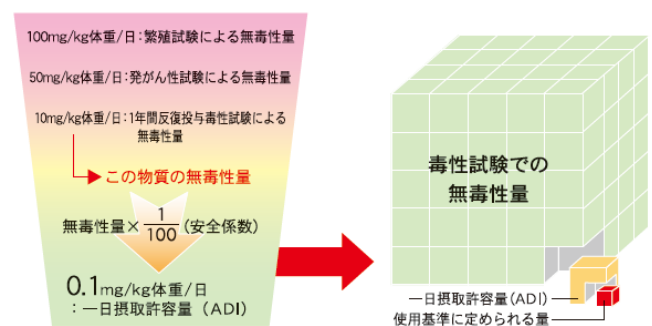 100mg/kg体重/日：繁殖試験による無毒性量
50mg/kg体重/日：発がん性試験による無毒性量
10mg/kg体重/日：1年間反復投与毒性試験による
無毒性量
この物質の無毒性量
無毒性量×1/100(安全係数)
0.1mg/kg体重/日
：一日摂取許容量（ADI）
毒性試験での
無毒性量
一日摂取許容量(ADI)
使用基準に定められる量